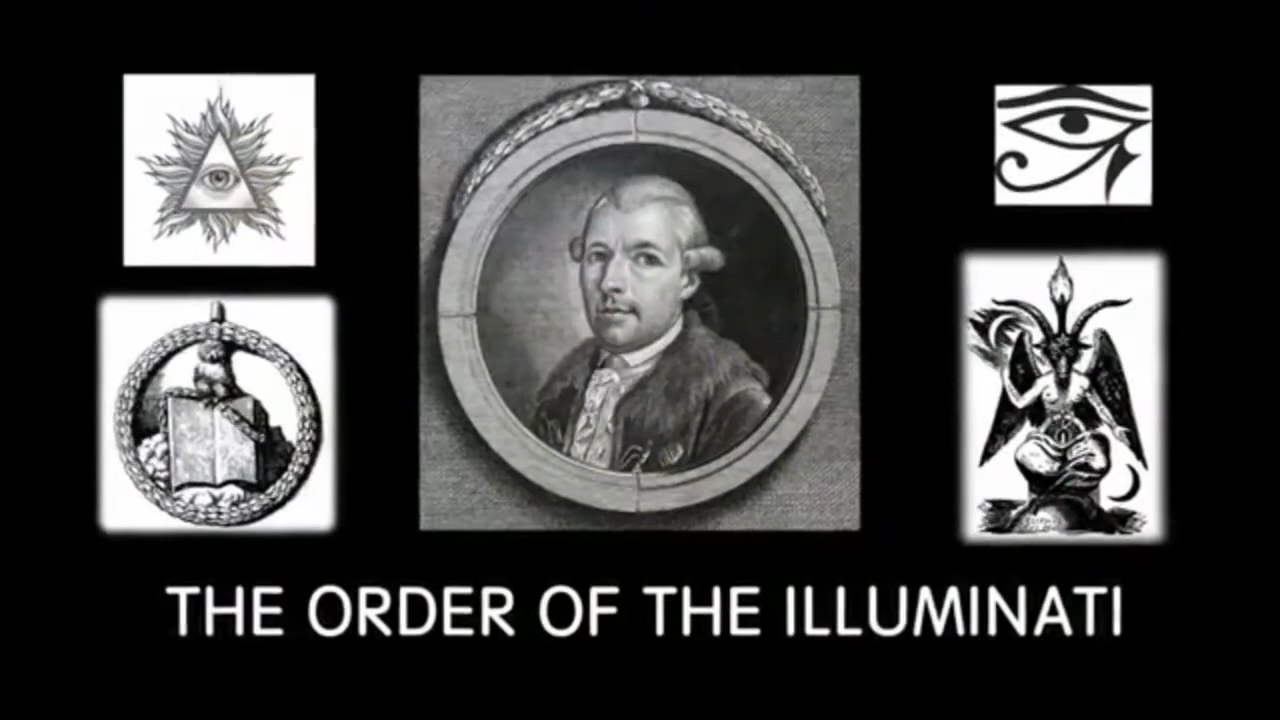 THE ORDER OF THE ILLUMINATI